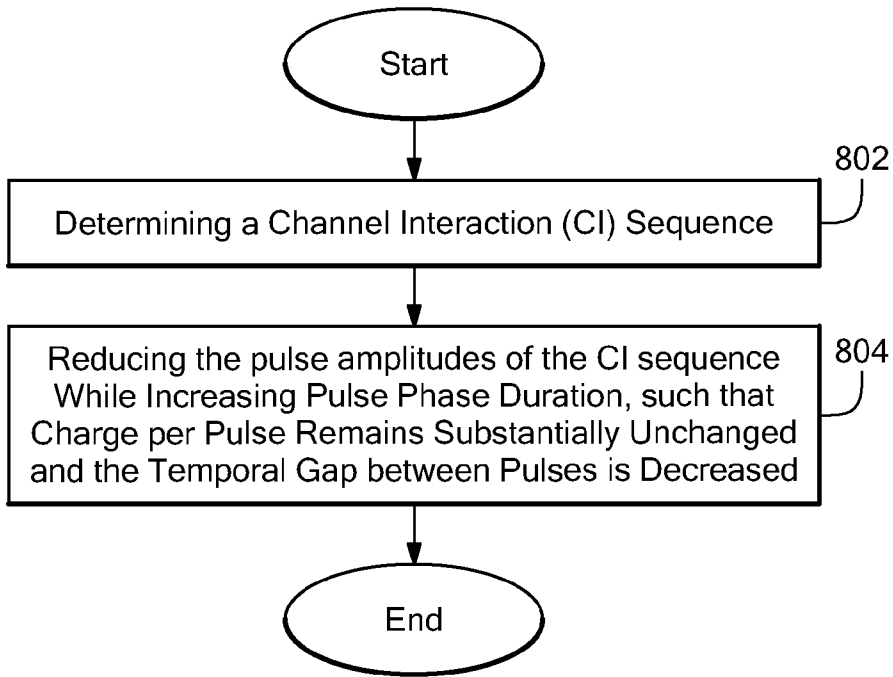 Start
802
Determining a Channel Interaction (CI) Sequence
804
Reducing the pulse amplitudes of the CI sequence
While Increasing Pulse Phase Duration, such that
Charge per Pulse Remains Substantially Unchanged
and the Temporal Gap between Pulses is Decreased
End